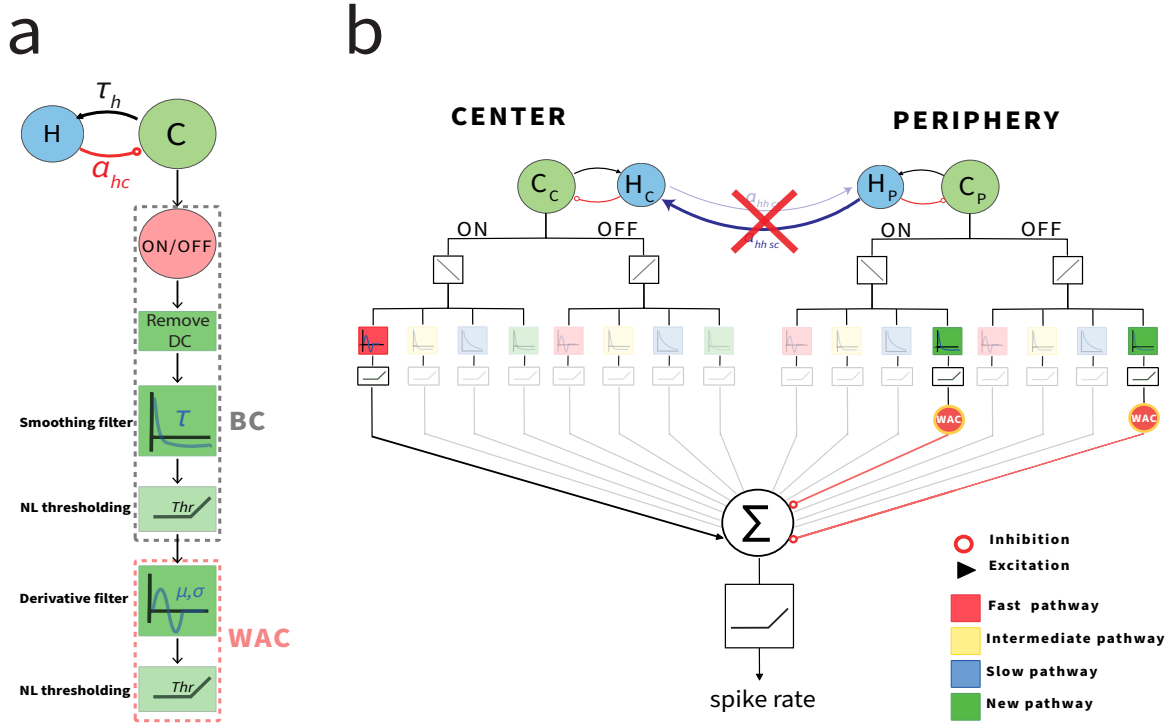 a
τh
H
C
ahc
ON/OFF
Remove
DC
Smoothing filter
τ
BC
NL thresholding
Thr
Derivative filter
μ,σ
WAC
NL thresholding
Thr
b
CENTER
PERIPHERY
CC
HC
HP
CP
ahh sc
ON
OFF
ON
OFF
WAC
WAC
Σ
spike rate
Inhibition
Excitation
Fast pathway
Intermediate pathway
Slow pathway
New pathway